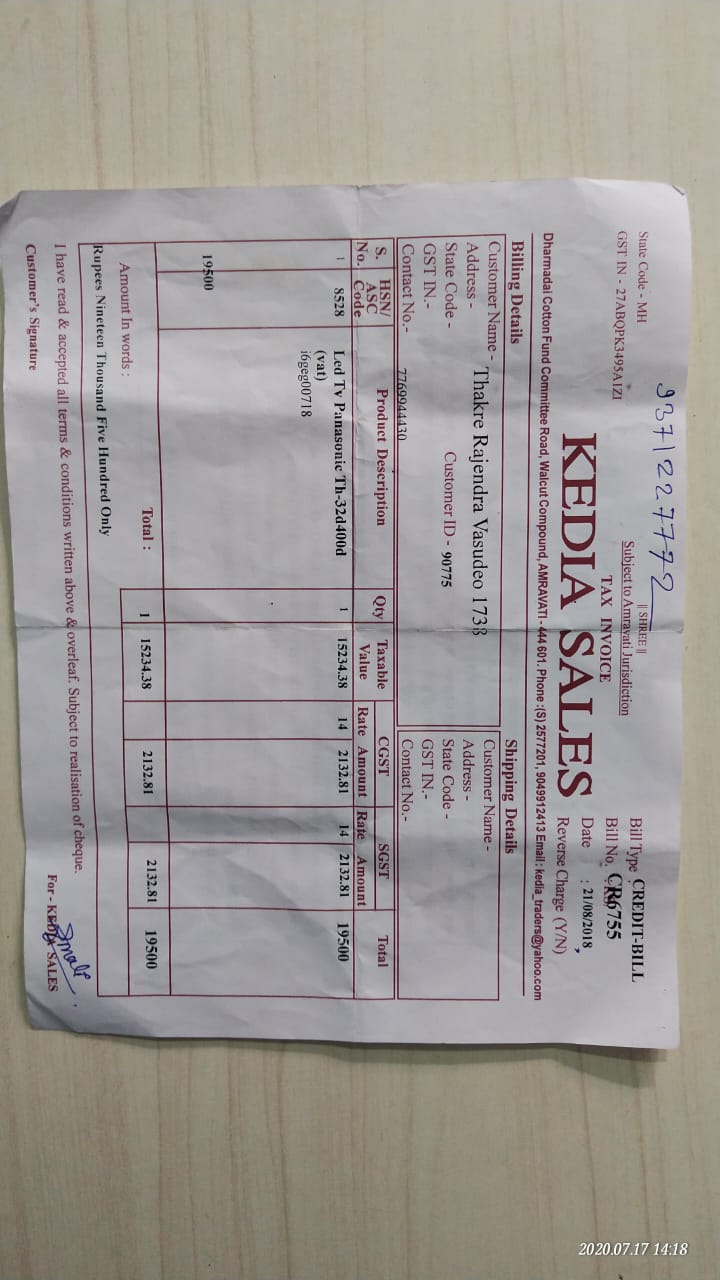 9371227772
|| SHREE ||
State Code - MH
Subject to Amravati Jurisdiction
Bill Type : CREDIT-BILL
GST IN - 27ABQPK3495A1Z1
TAX INVOICE
Bill No. : CR6755
KEDIA SALES
Date : 21/08/2018
Reverse Charge (Y/N)
Dharmadai Cotton Fund Committee Road, Walcut Compound, AMRAVATI - 444 601. Phone :(S) 2577201, 9049912413 Email : kedia_traders@yahoo.com
Billing Details
Shipping Details
Customer Name - Thakre Rajendra Vasudeo 1738
Customer Name -
Address -
Address -
State Code - Customer ID - 90775
State Code -
GST IN.-
GST IN.-
Contact No.- 7769944430
Contact No.-
S. No. HSN/ ASC Code Product Description Qty Taxable Value CGST Rate Amount SGST Rate Amount Total
1 8528 Led Tv Panasonic Th-32d400d 1 15234.38 14 2132.81 14 2132.81 19500
(vat)
i6geg00718
19500
Total : 1 15234.38 2132.81 2132.81 19500
Amount In words :
Rupees Nineteen Thousand Five Hundred Only
I have read & accepted all terms & conditions written above & overleaf. Subject to realisation of cheque.
Customer's Signature
For - KEDIA SALES
2020.07.17 14:18